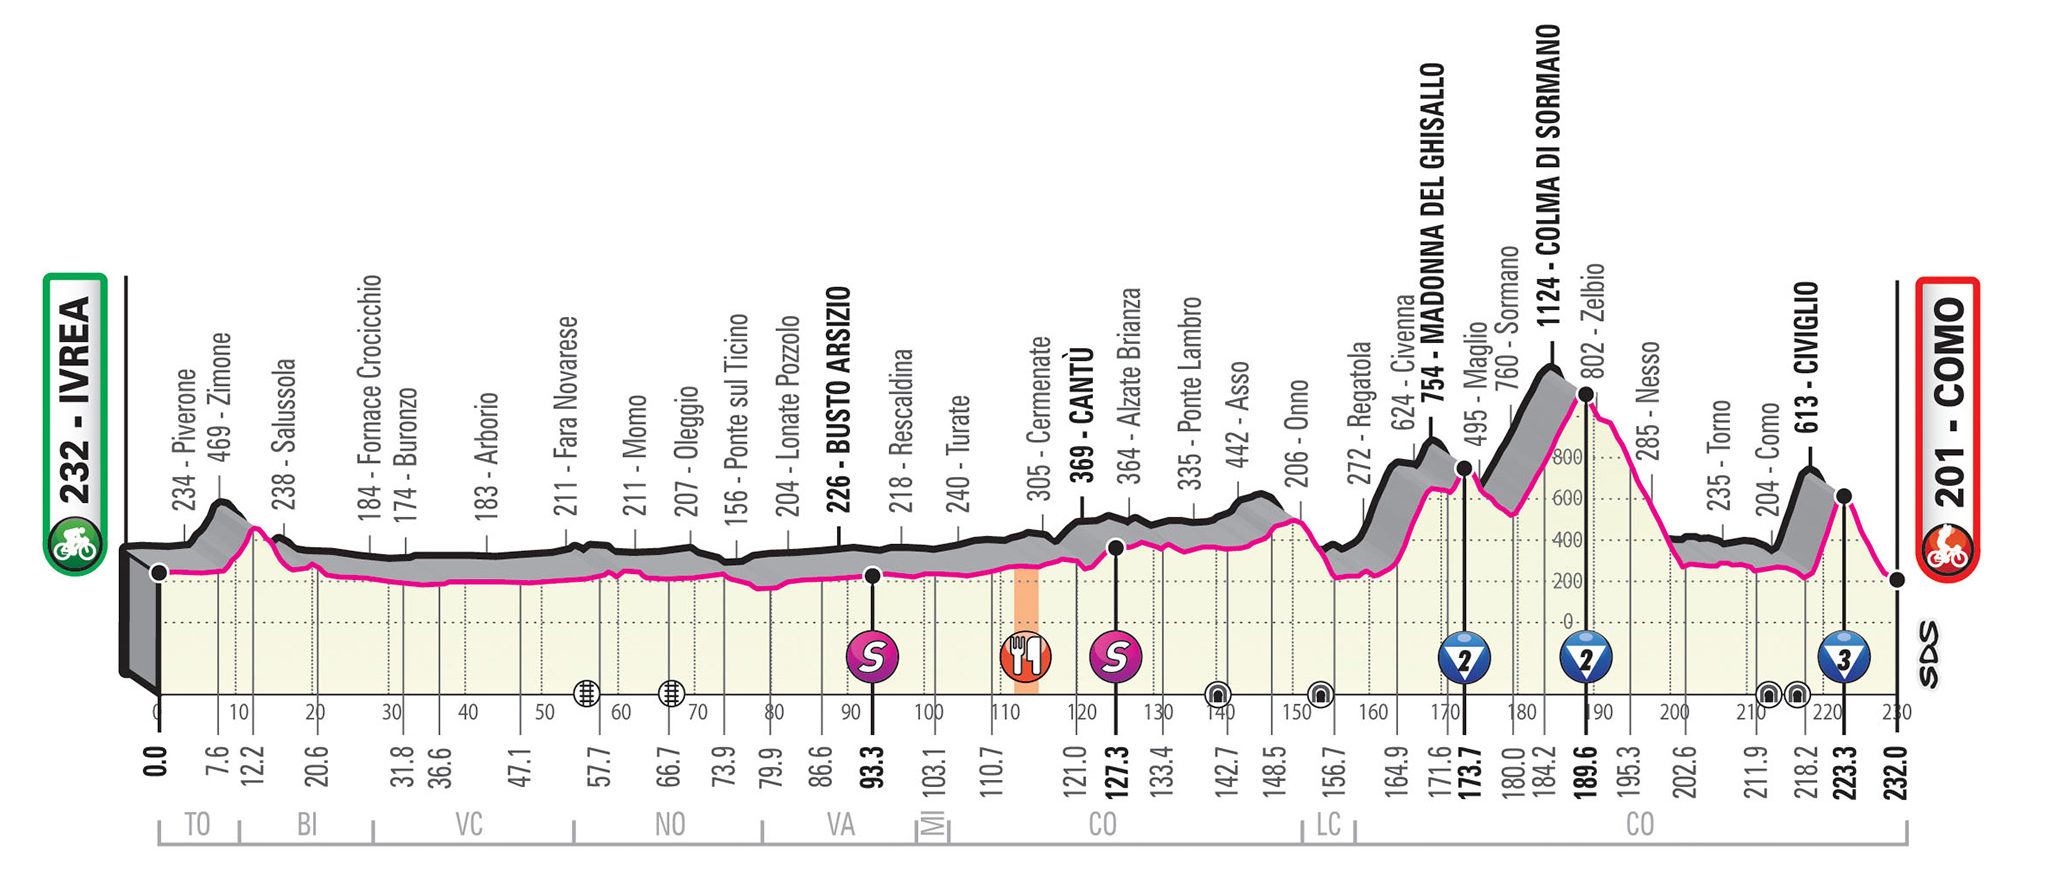 232 - IVREA
234 - Piverone
469 - Zimone
238 - Salussola
184 - Fornace Crocicchio
174 - Buronzo
183 - Arborio
211 - Fara Novarese
211 - Momo
207 - Oleggio
156 - Ponte sul Ticino
204 - Lonate Pozzolo
226 - BUSTO ARSIZIO
218 - Rescaldina
240 - Turate
305 - Cermenate
369 - CANTÙ
364 - Alzate Brianza
335 - Ponte Lambro
442 - Asso
206 - Onno
272 - Regatola
624 - Civenna
754 - MADONNA DEL GHISALLO
495 - Maglio
760 - Sormano
1124 - COLMA DI SORMANO
802 - Zelbio
285 - Nesso
235 - Torno
204 - Como
613 - CIVIGLIO
201 - COMO
800
600
400
200
0
S
S
2
2
3
SDS
0 10 20 30 40 50 60 70 80 90 100 110 120 130 140 150 160 170 180 190 200 210 220 230
0.0
7.6
12.2
20.6
31.8
36.6
47.1
57.7
66.7
73.9
79.9
86.6
93.3
103.1
110.7
121.0
127.3
133.4
142.7
148.5
156.7
164.9
171.6
173.7
180.0
184.2
189.6
195.3
202.6
211.9
218.2
223.3
232.0
TO BI VC NO VA MI CO LC CO